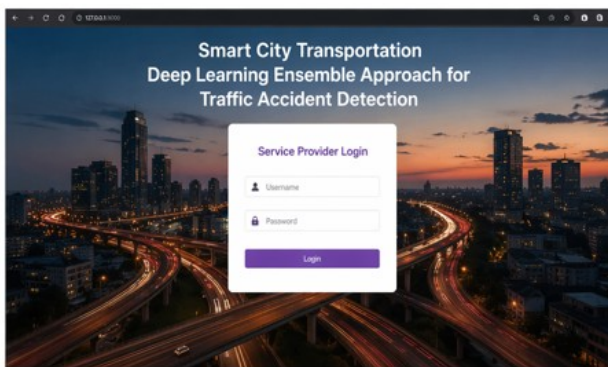 Smart City Transportation
Deep Learning Ensemble Approach for
Traffic Accident Detection
Service Provider Login
Username
Password
Login